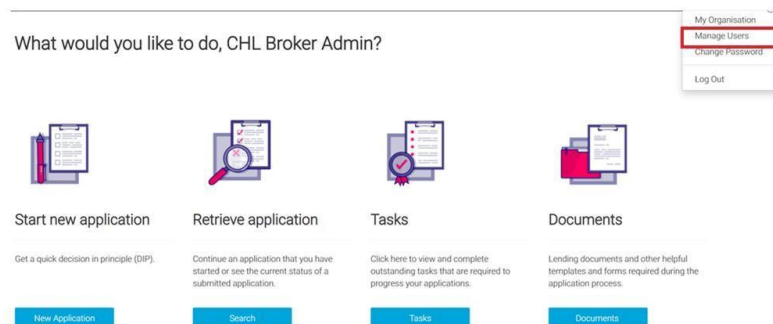 My Organisation
Manage Users
Change Password
Log Out
What would you like to do, CHL Broker Admin?
Start new application
Get a quick decision in principle (DIP).
New Application
Retrieve application
Continue an application that you have
started or see the current status of a
submitted application.
Search
Tasks
Click here to view and complete
outstanding tasks that are required to
progress your applications.
Tasks
Documents
Lending documents and other helpful
templates and forms required during the
application process.
Documents